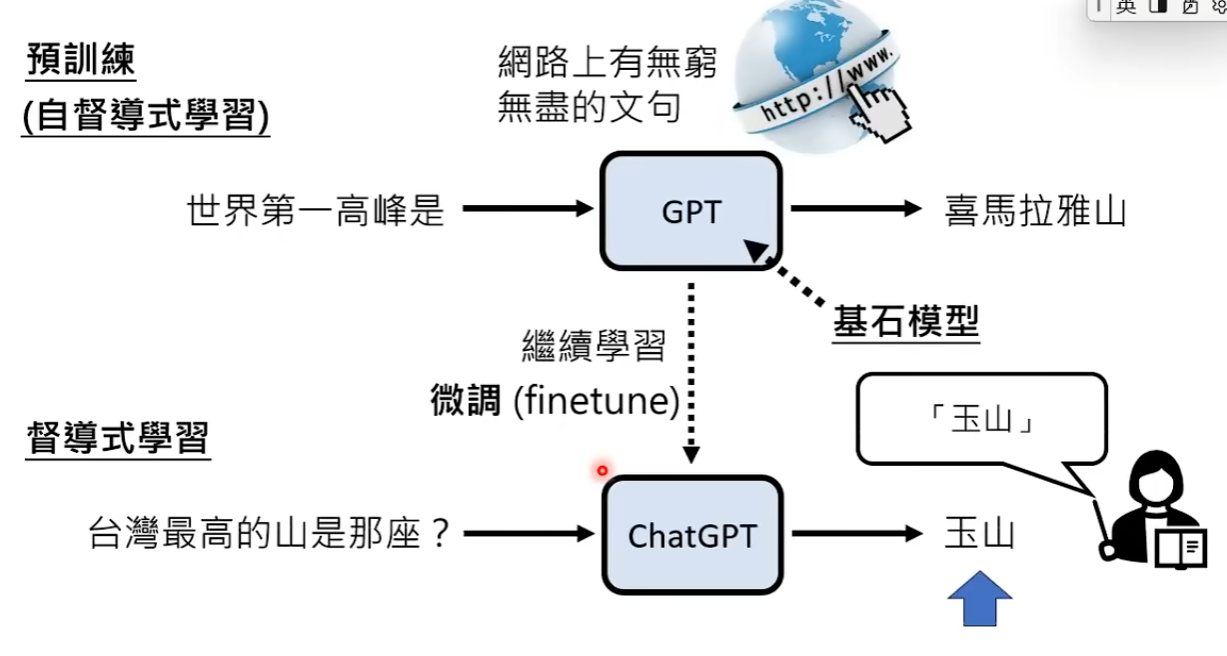 英
預訓練
(自督導式學習)
網路上有無窮
無盡的文句
http://www.
世界第一高峰是
GPT
喜馬拉雅山
基石模型
繼續學習
微調 (finetune)
督導式學習
「玉山」
台灣最高的山是那座？
ChatGPT
玉山